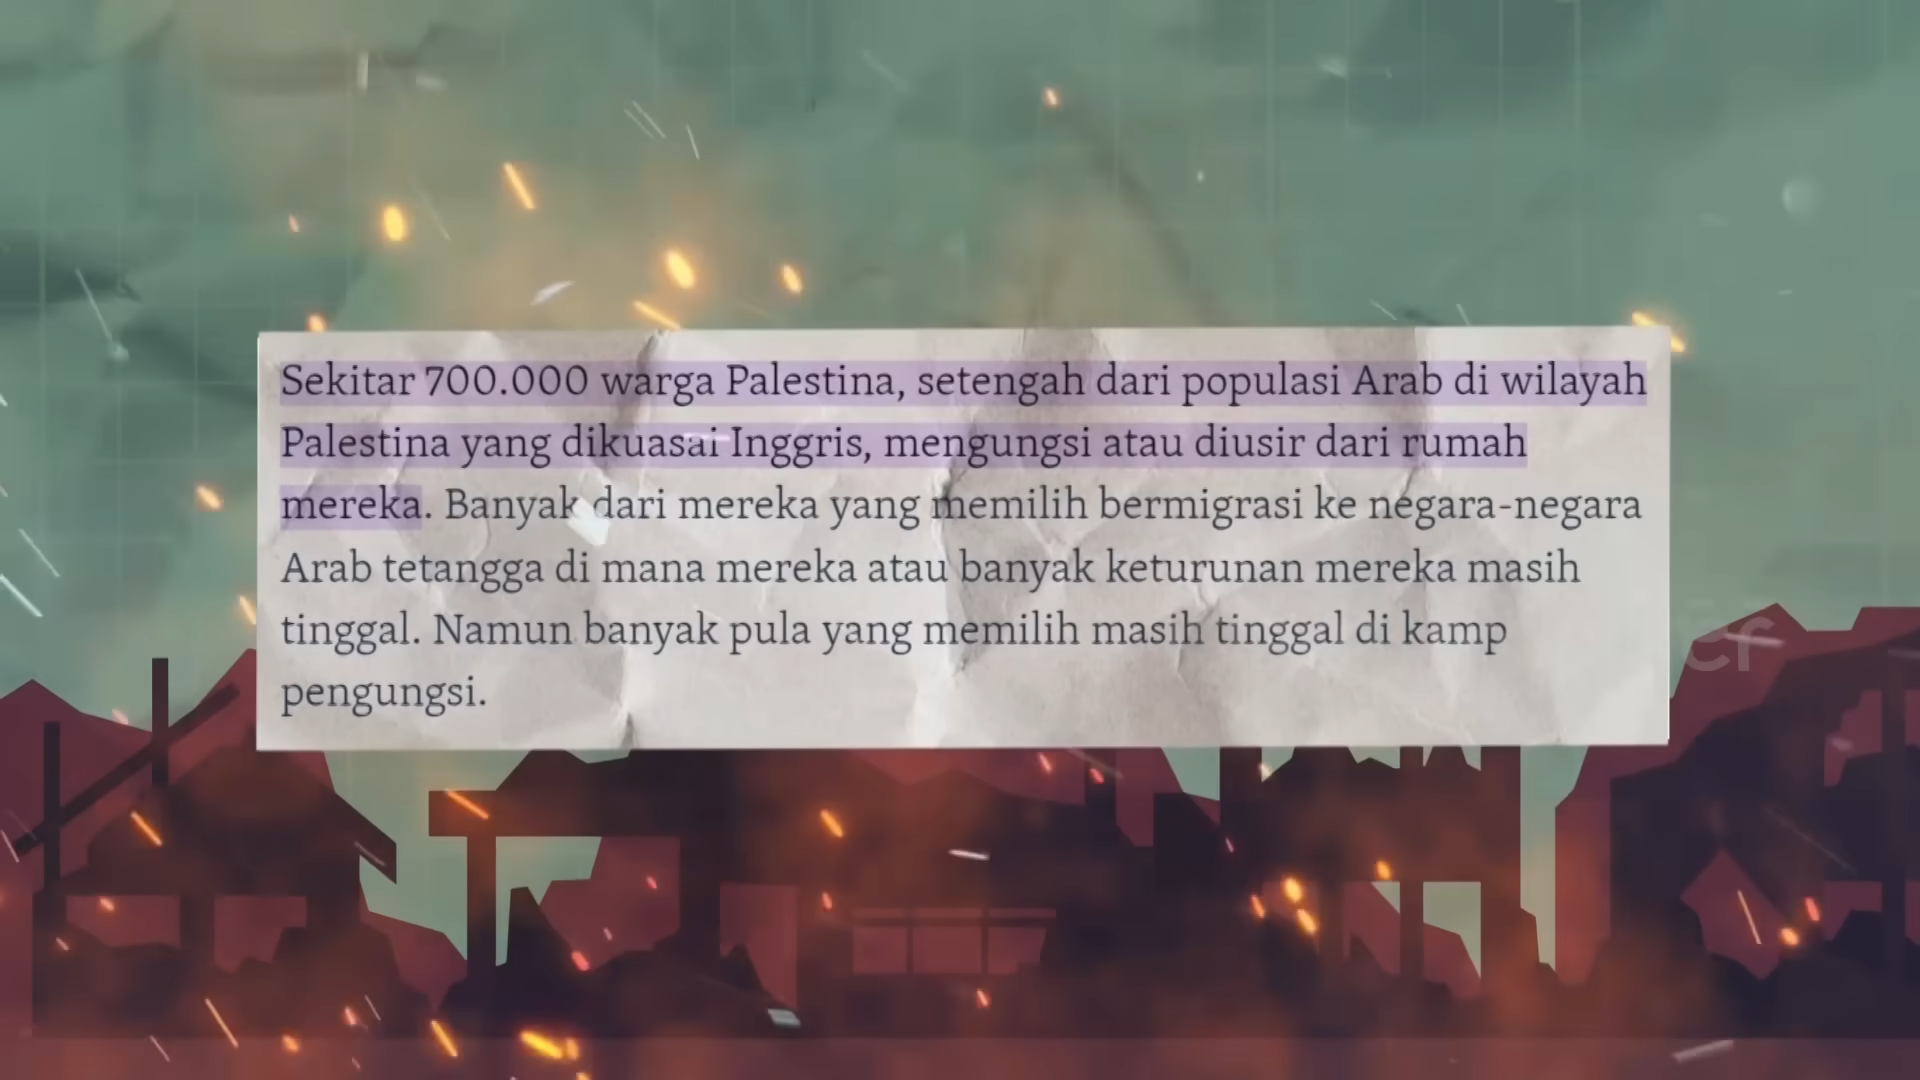 Sekitar 700.000 warga Palestina, setengah dari populasi Arab di wilayah
Palestina yang dikuasai Inggris, mengungsi atau diusir dari rumah
mereka. Banyak dari mereka yang memilih bermigrasi ke negara-negara
Arab tetangga di mana mereka atau banyak keturunan mereka masih
tinggal. Namun banyak pula yang memilih masih tinggal di kamp
pengungsi.